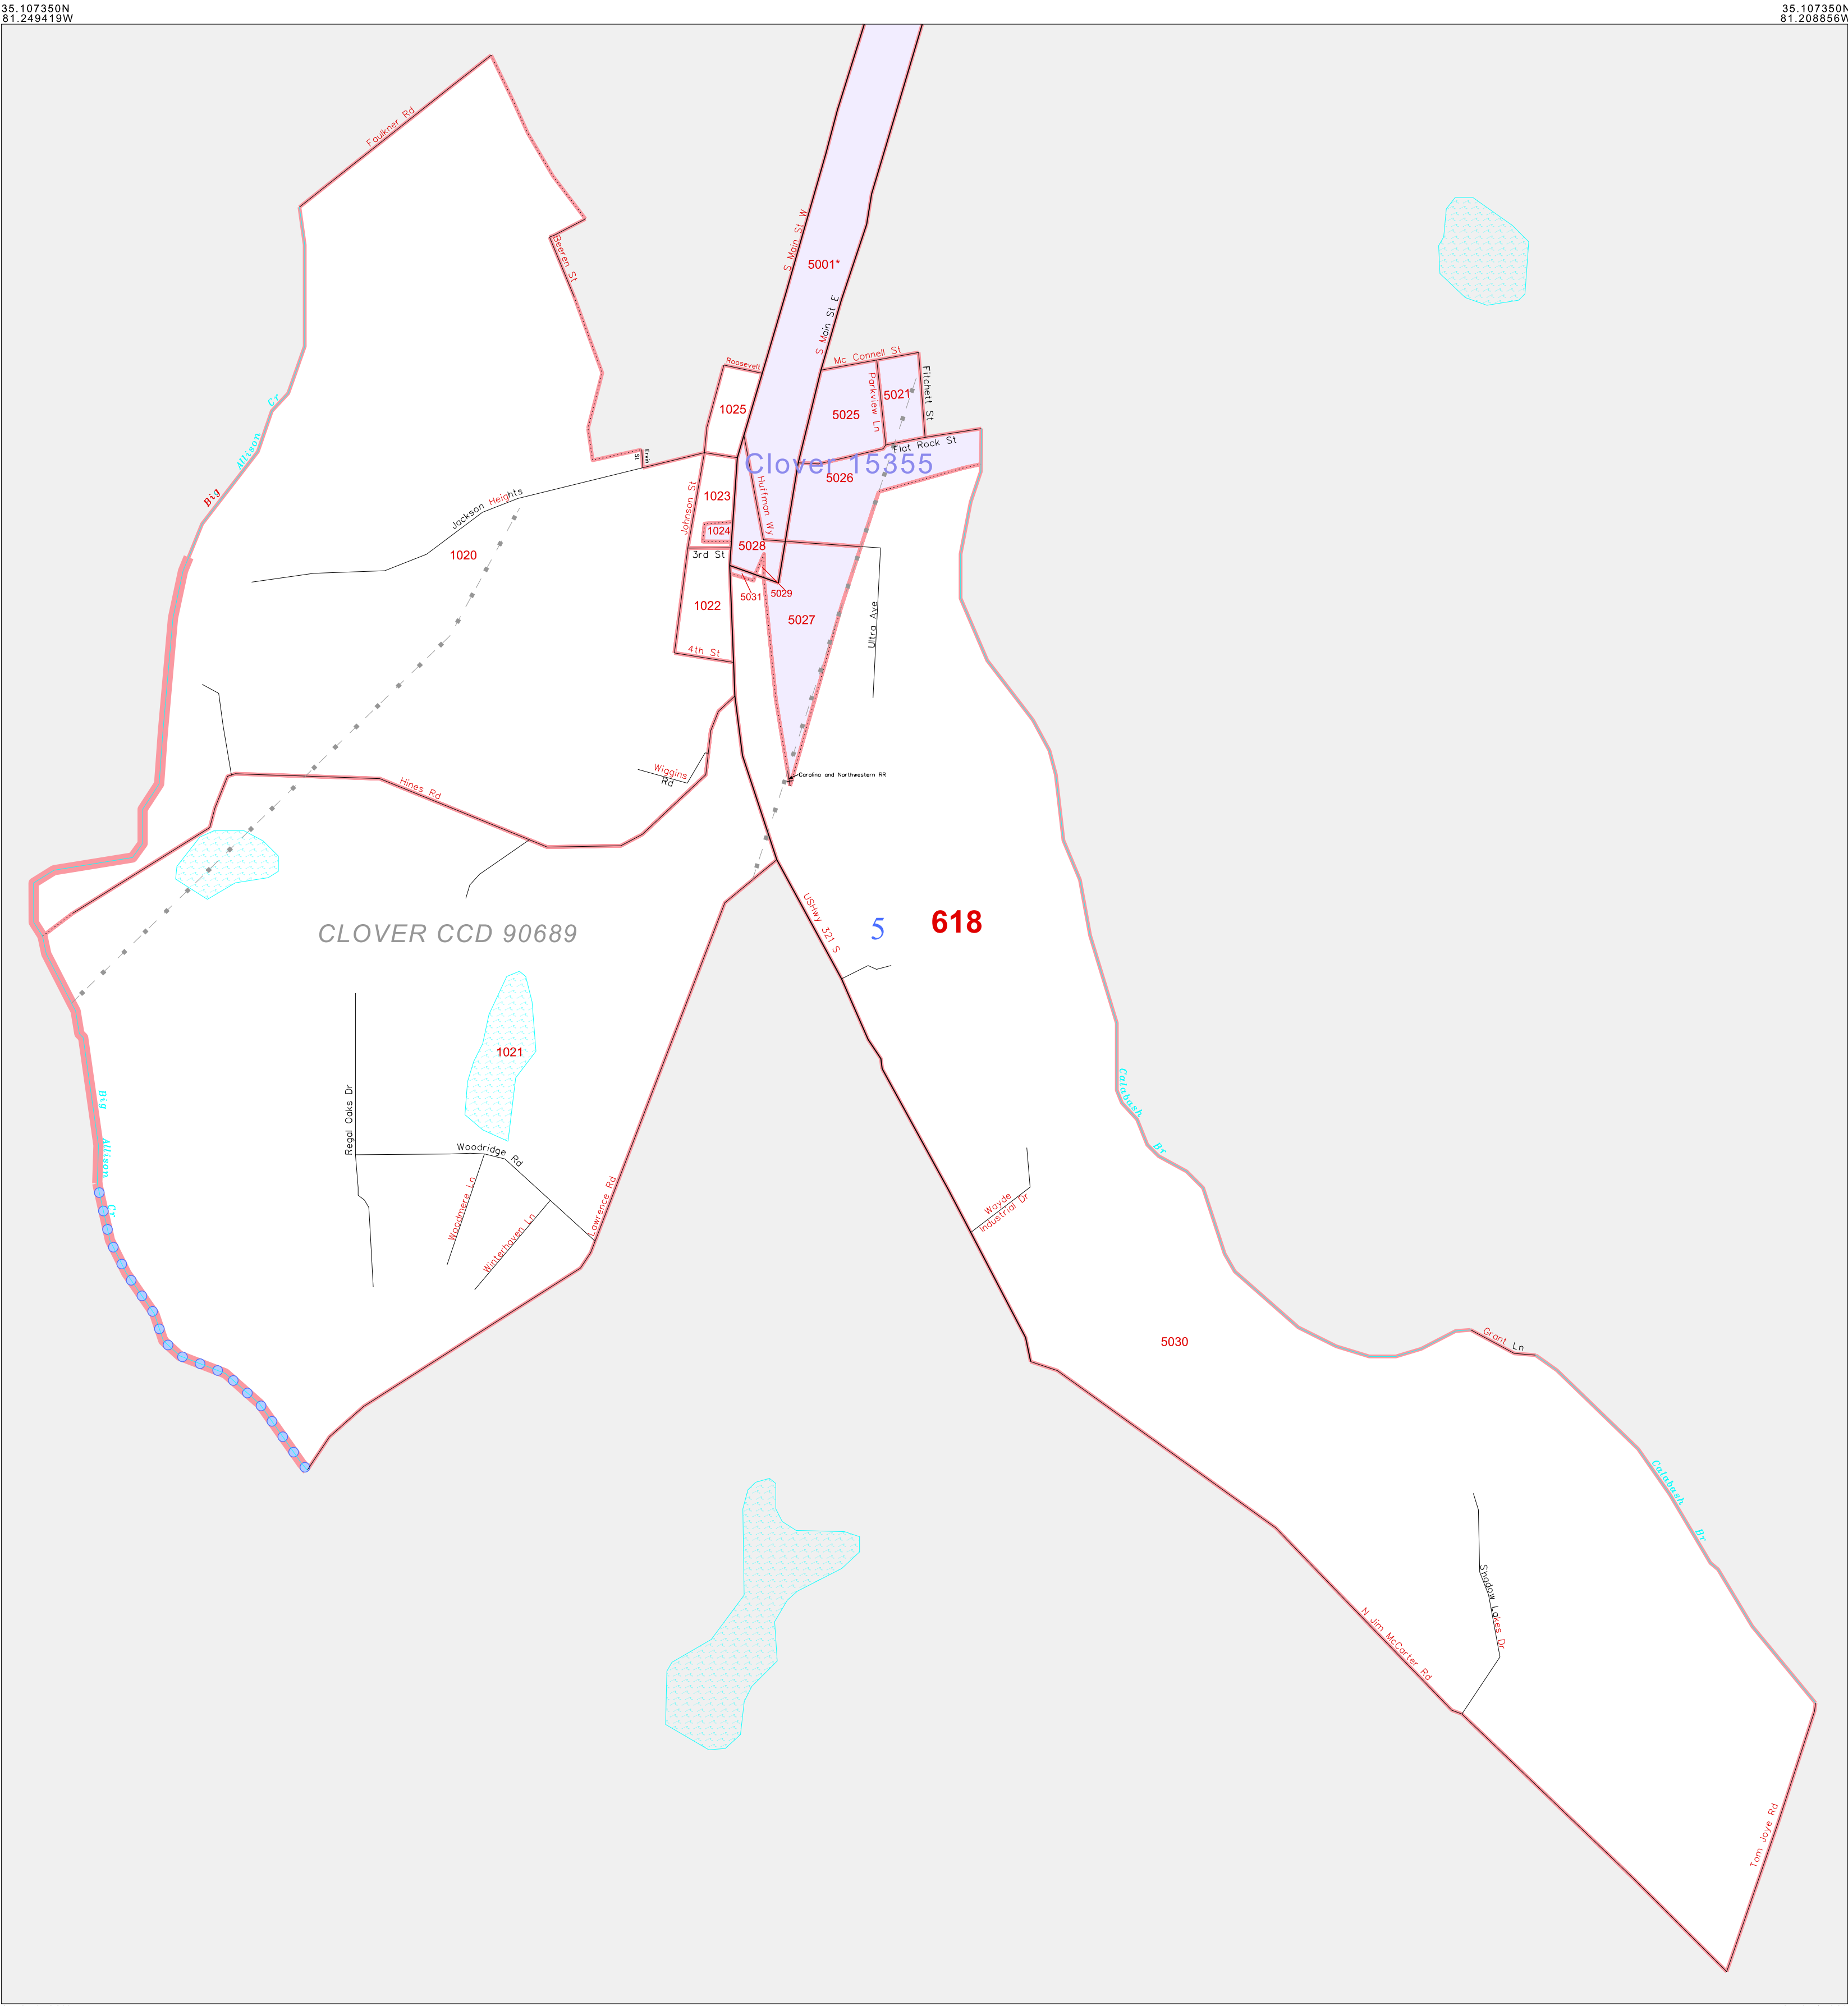 35.107350N
81.249419W
35.107350N
81.208856W
Faulkner Rd
S Main St W
Beeren St
5001*
S Main St E
Mc Connell St
Roosevelt
Parkview Ln
5021
Fitchett St
Big Allison Cr
1025
5025
Flat Rock St
Clover 15355
Ervin St
5026
Jackson Heights
Johnson St
1023
Huffman Wy
1024
5028
3rd St
1020
5031
5029
1022
5027
Ultra Ave
4th St
Wiggins Rd
Carolina and Northwestern RR
Hines Rd
USHwy 321 S
5
618
CLOVER CCD 90689
1021
Big Allison Cr
Regal Oaks Dr
Woodridge Rd
Woodmere Ln
Winterhaven Ln
Lawrence Rd
Calabash Br
Wayde
Industrial Dr
5030
Grant Ln
Calabash Br
Shadow Lakes Dr
N Jim McCarter Rd
Tom Joye Rd